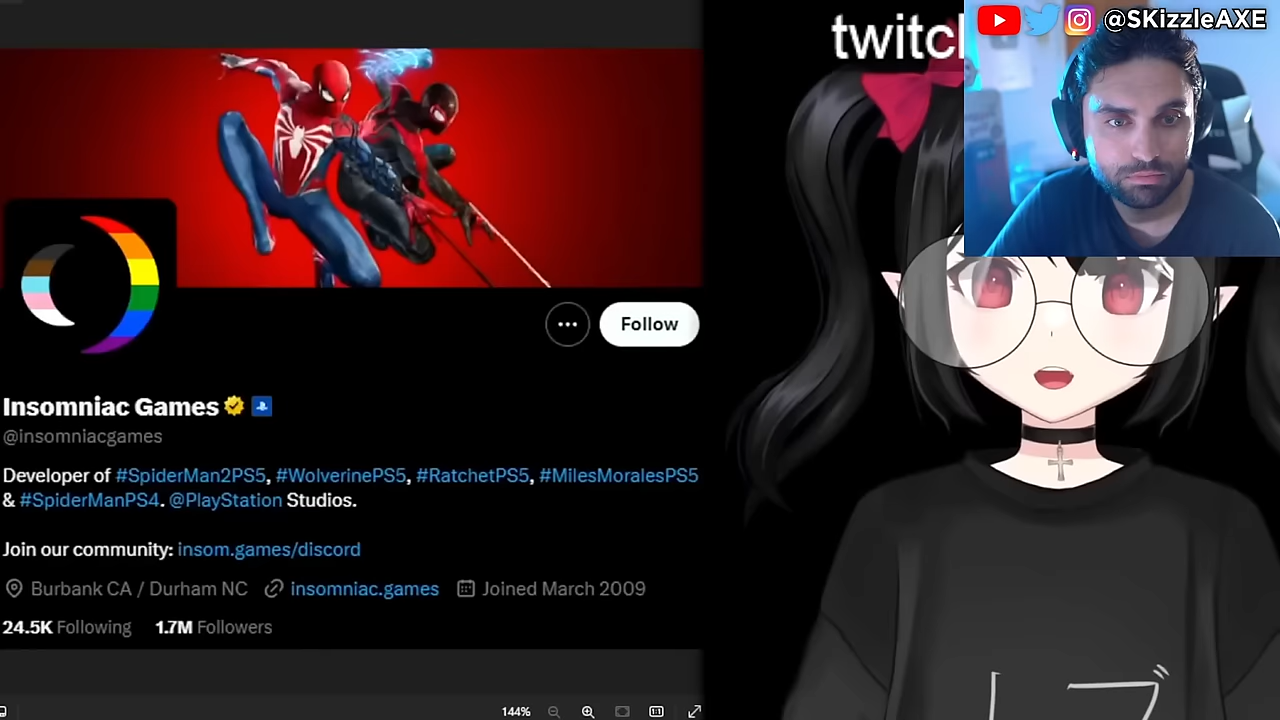 twitc
@SKizzleAXE
Follow
Insomniac Games
@insomniacgames
Developer of #SpiderMan2PS5, #WolverinePS5, #RatchetPS5, #MilesMoralesPS5
& #SpiderManPS4. @PlayStation Studios.
Join our community: insom.games/discord
Burbank CA / Durham NC insomniac.games Joined March 2009
24.5K Following 1.7M Followers
144%